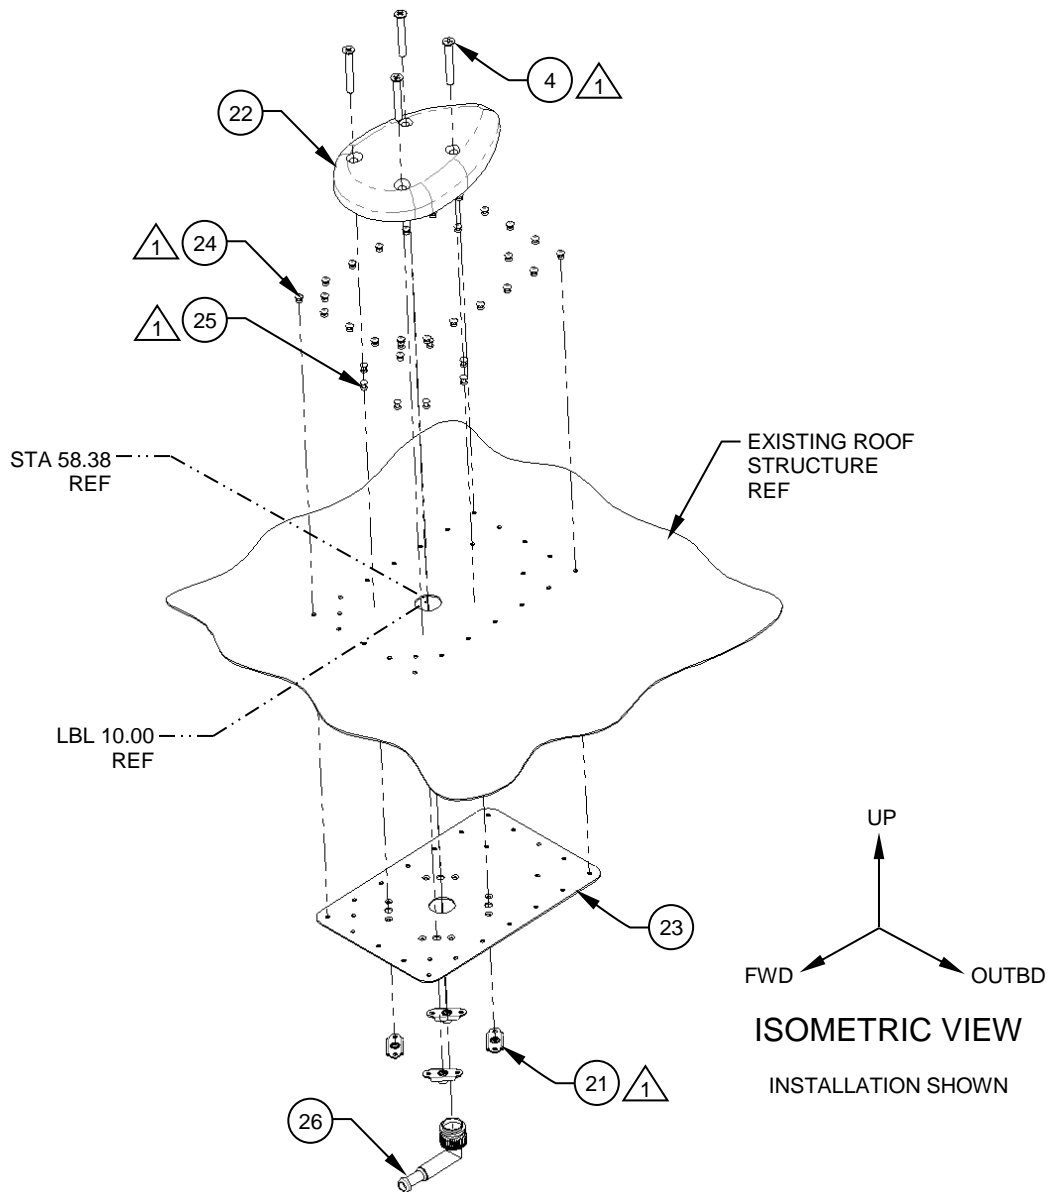 4
1
22
1
24
1
25
STA 58.38
REF
EXISTING ROOF
STRUCTURE
REF
LBL 10.00
REF
UP
23
FWD
OUTBD
ISOMETRIC VIEW
21
1
INSTALLATION SHOWN
26